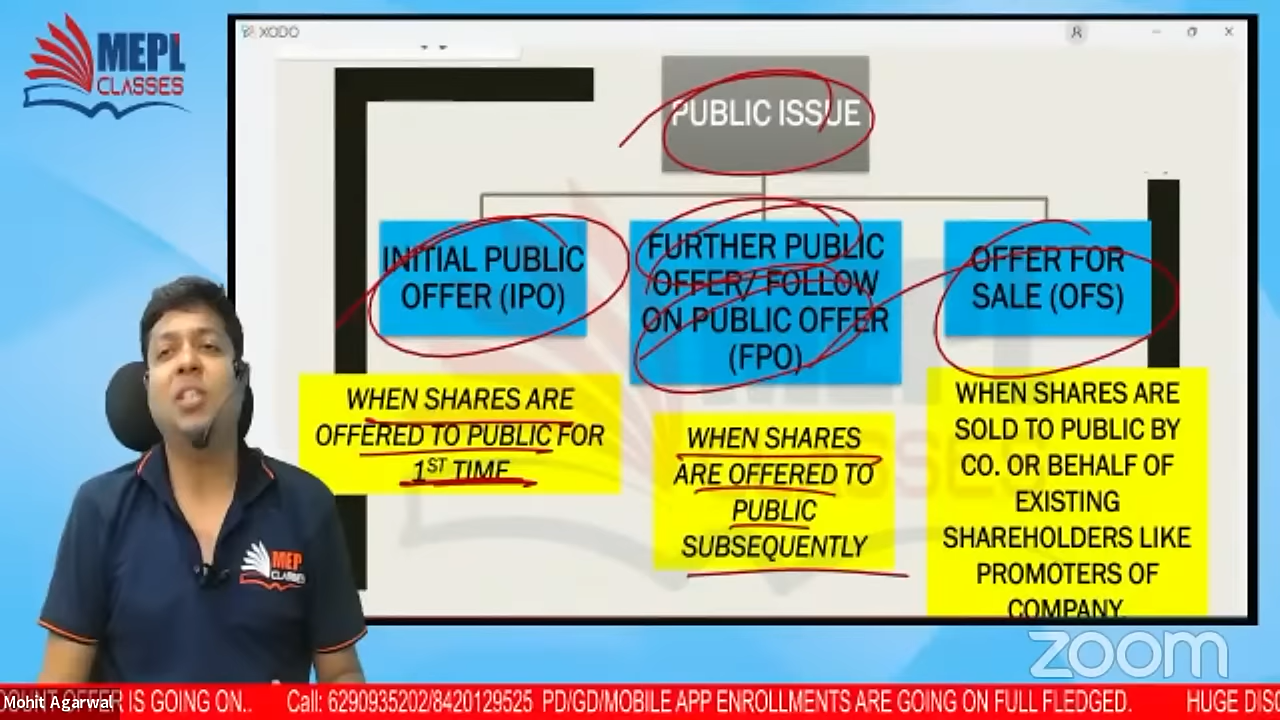 MEPL
CLASSES
XODO
PUBLIC ISSUE
INITIAL PUBLIC
OFFER (IPO)
FURTHER PUBLIC
OFFER/ FOLLOW
ON PUBLIC OFFER
(FPO)
OFFER FOR
SALE (OFS)
WHEN SHARES ARE
OFFERED TO PUBLIC FOR
1ST TIME
WHEN SHARES
ARE OFFERED TO
PUBLIC
SUBSEQUENTLY
WHEN SHARES ARE
SOLD TO PUBLIC BY
CO. OR BEHALF OF
EXISTING
SHAREHOLDERS LIKE
PROMOTERS OF
COMPANY.
MEPL
CLASSES
zoom
Mohit Agarwal
COUNT OFFER IS GOING ON.. Call: 6290935202/8420129525 PD/GD/MOBILE APP ENROLLMENTS ARE GOING ON FULL FLEDGED. HUGE DISC